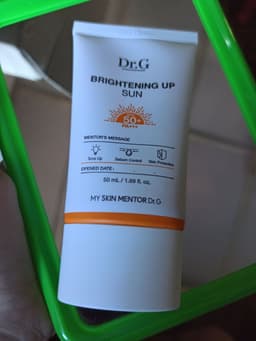 Dr.G
BRIGHTENING UP
SUN
50+
PA+++
MENTOR'S MESSAGE
Tone Up
Sebum Control
Skin Protection
OPENED DATE:
50 mL / 1.69 fl. oz.
MY SKIN MENTOR Dr.G